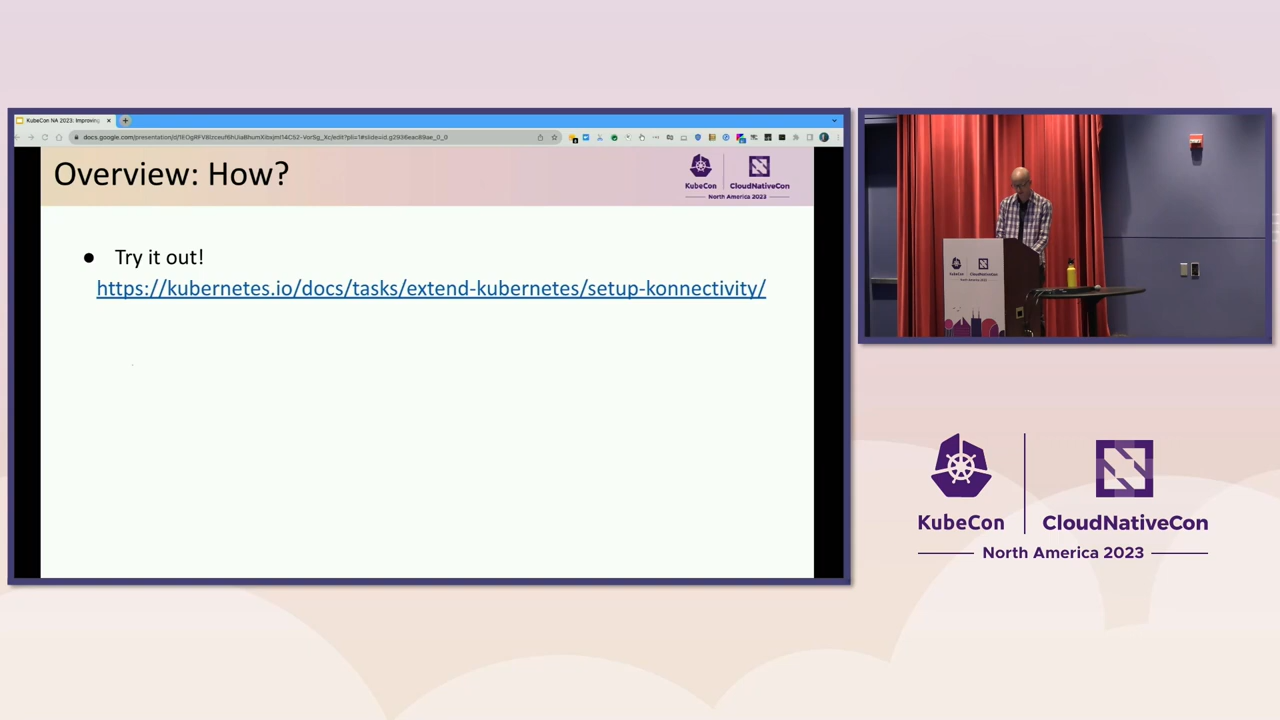 KubeCon NA 2023: Improving
Overview: How?
KubeCon
CloudNativeCon
North America 2023
● Try it out!
https://kubernetes.io/docs/tasks/extend-kubernetes/setup-konnectivity/
KubeCon
CloudNativeCon
North America 2023